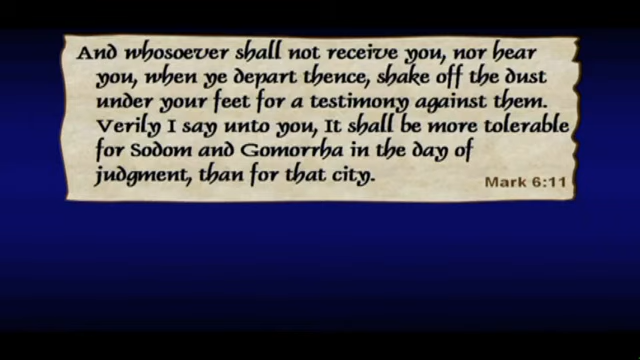 And whosoever shall not receive you, nor hear
you, when ye depart thence, shake off the dust
under your feet for a testimony against them.
Verily I say unto you, It shall be more tolerable
for Sodom and Gomorrha in the day of
judgment, than for that city.
Mark 6:11